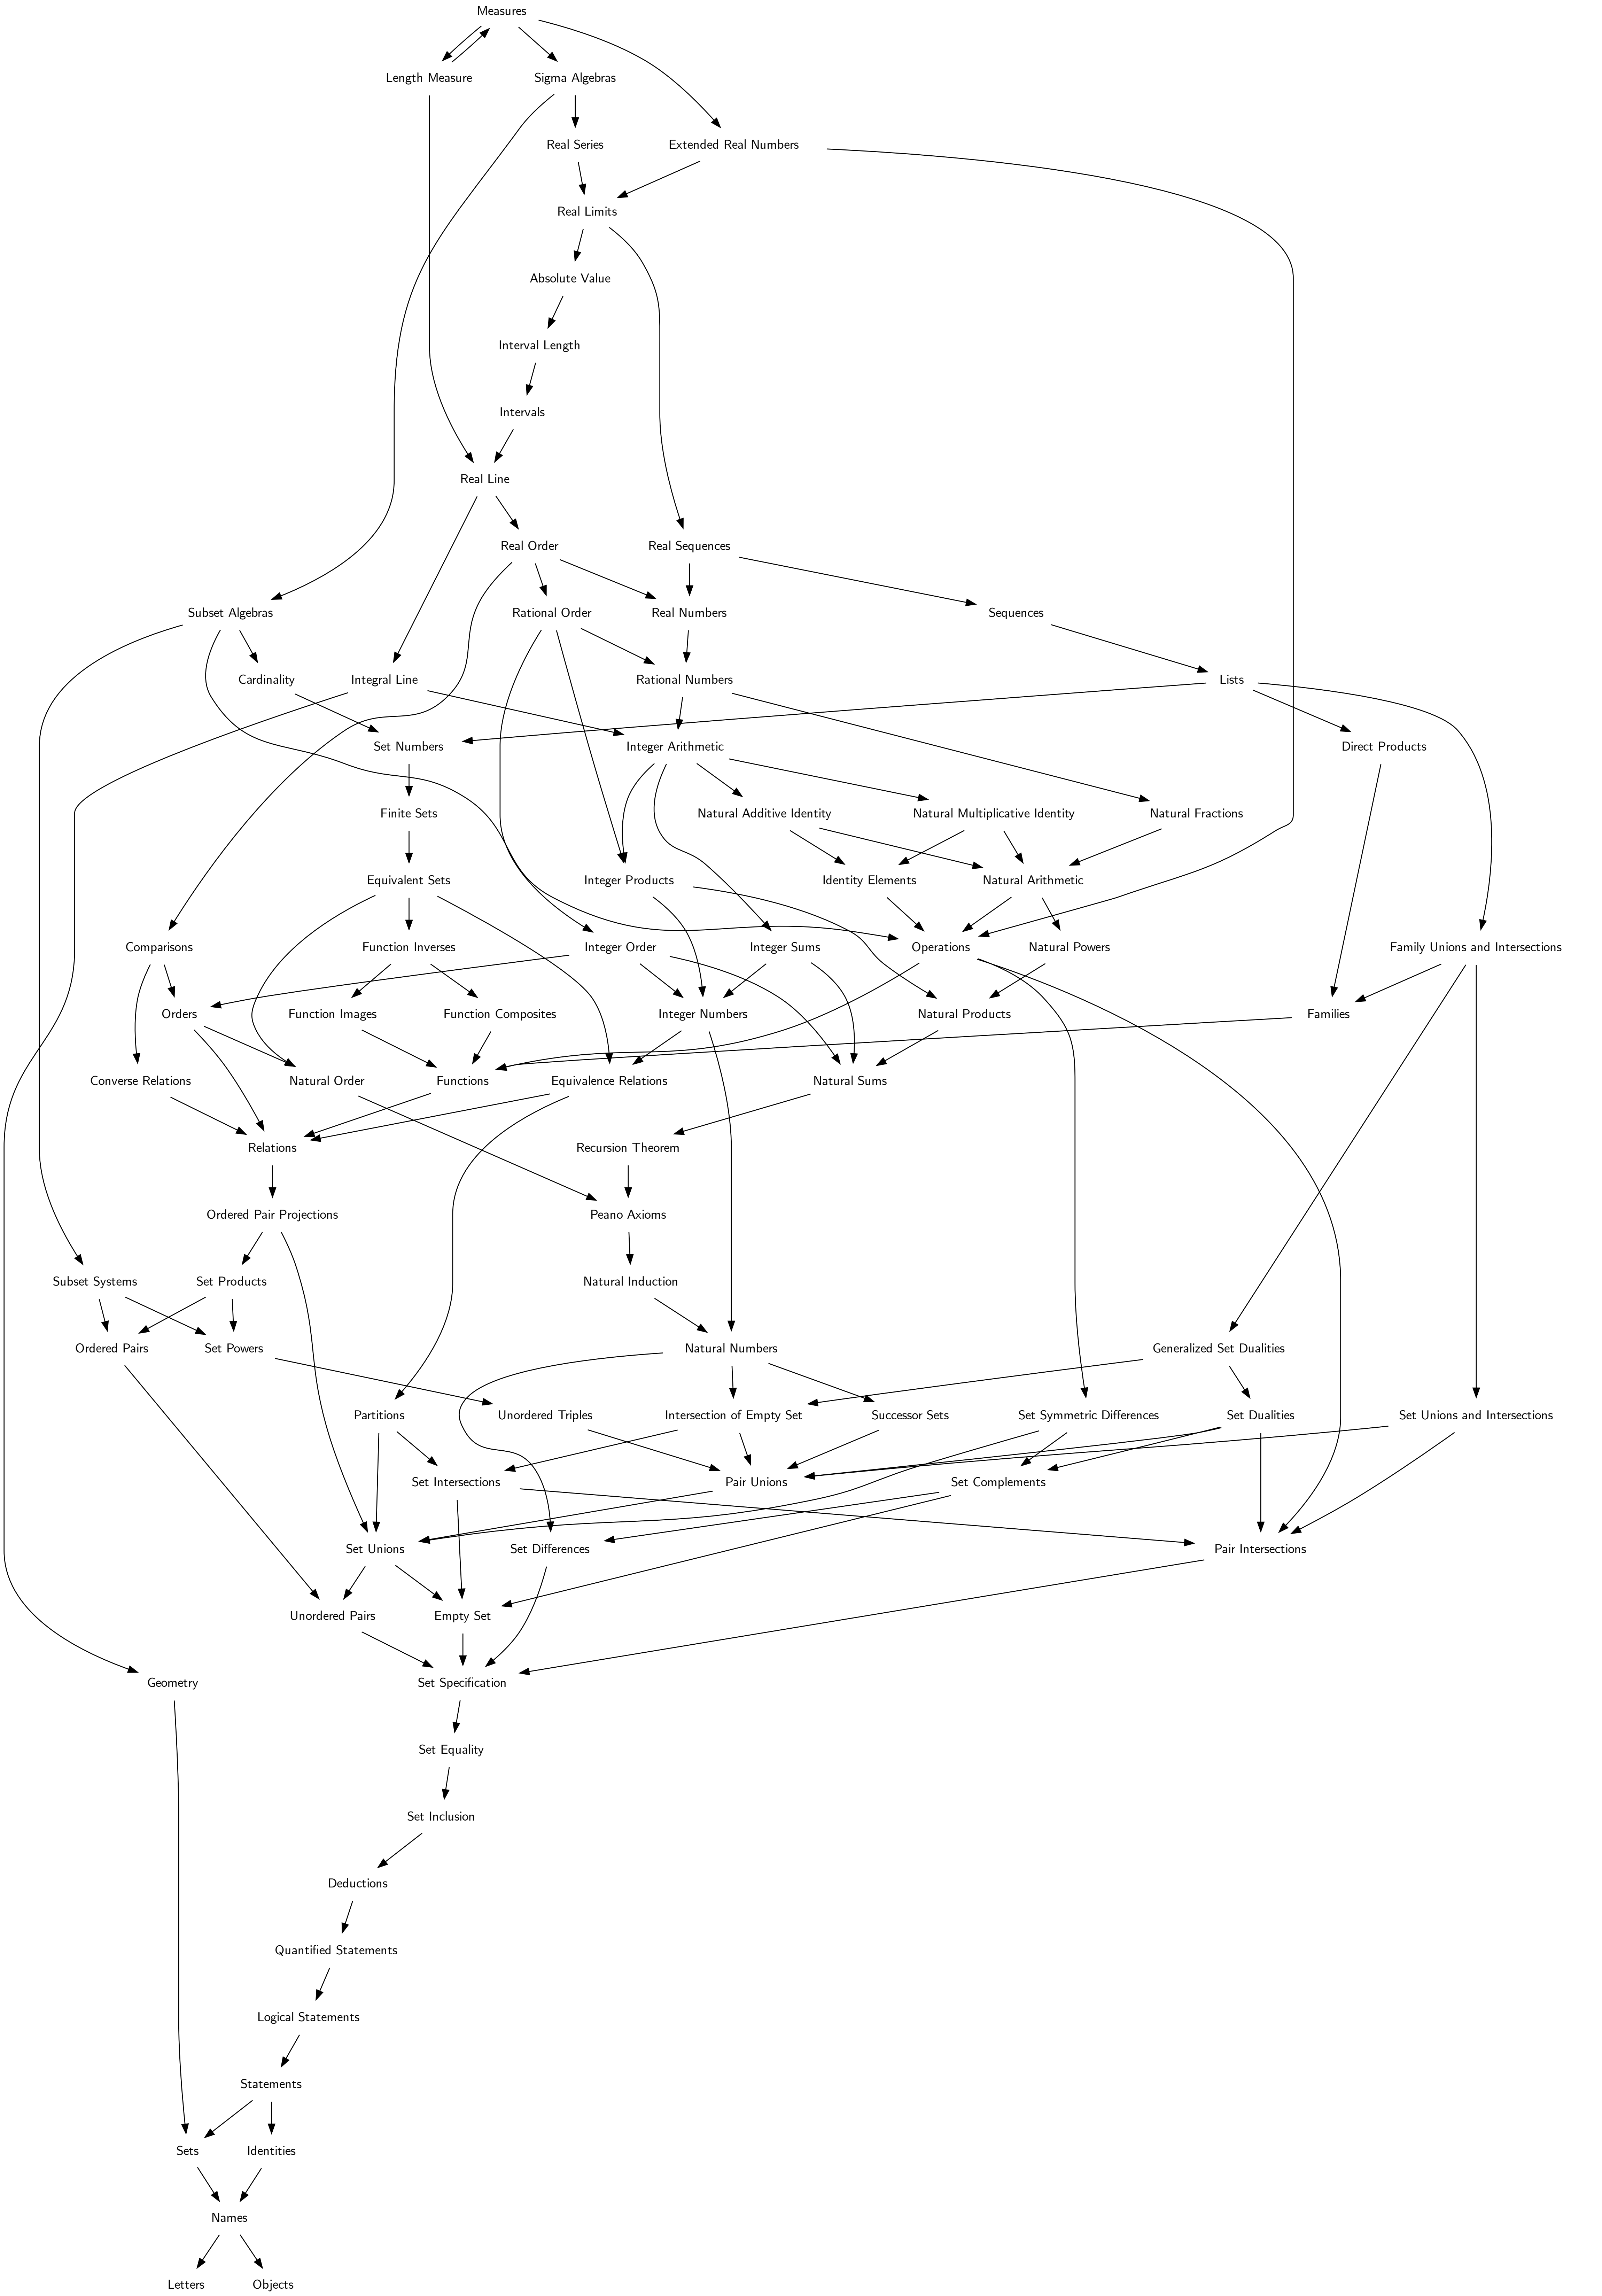 Measures
Length Measure
Sigma Algebras
Real Series
Extended Real Numbers
Real Limits
Absolute Value
Interval Length
Intervals
Real Line
Real Order
Real Sequences
Subset Algebras
Rational Order
Real Numbers
Sequences
Cardinality
Integral Line
Rational Numbers
Lists
Set Numbers
Integer Arithmetic
Direct Products
Finite Sets
Natural Additive Identity
Natural Multiplicative Identity
Natural Fractions
Equivalent Sets
Integer Products
Identity Elements
Natural Arithmetic
Comparisons
Function Inverses
Integer Order
Integer Sums
Operations
Natural Powers
Family Unions and Intersections
Orders
Function Images
Function Composites
Integer Numbers
Natural Products
Families
Converse Relations
Natural Order
Functions
Equivalence Relations
Natural Sums
Relations
Recursion Theorem
Ordered Pair Projections
Peano Axioms
Subset Systems
Set Products
Natural Induction
Ordered Pairs
Set Powers
Natural Numbers
Generalized Set Dualities
Partitions
Unordered Triples
Intersection of Empty Set
Successor Sets
Set Symmetric Differences
Set Dualities
Set Unions and Intersections
Set Intersections
Pair Unions
Set Complements
Set Unions
Set Differences
Pair Intersections
Unordered Pairs
Empty Set
Geometry
Set Specification
Set Equality
Set Inclusion
Deductions
Quantified Statements
Logical Statements
Statements
Sets
Identities
Names
Letters
Objects